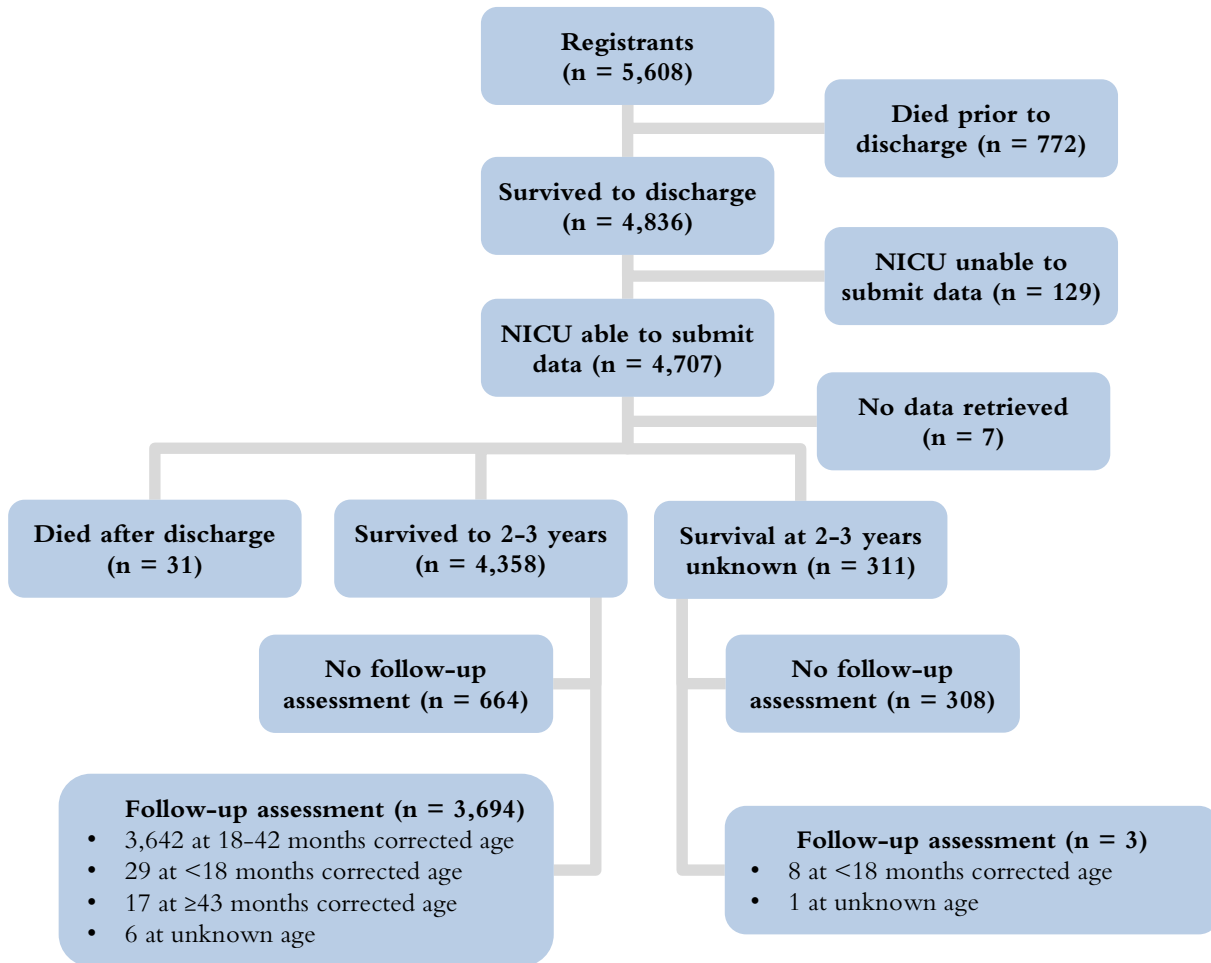 Registrants
(n = 5,608)
Died prior to
discharge (n = 772)
Survived to discharge
(n = 4,836)
NICU unable to
submit data (n = 129)
NICU able to submit
data (n = 4,707)
No data retrieved
(n = 7)
Died after discharge
(n = 31)
Survived to 2-3 years
(n = 4,358)
Survival at 2-3 years
unknown (n = 311)
No follow-up
assessment (n = 664)
No follow-up
assessment (n = 308)
Follow-up assessment (n = 3,694)
• 3,642 at 18-42 months corrected age
• 29 at <18 months corrected age
• 17 at ≥43 months corrected age
• 6 at unknown age
Follow-up assessment (n = 3)
• 8 at <18 months corrected age
• 1 at unknown age